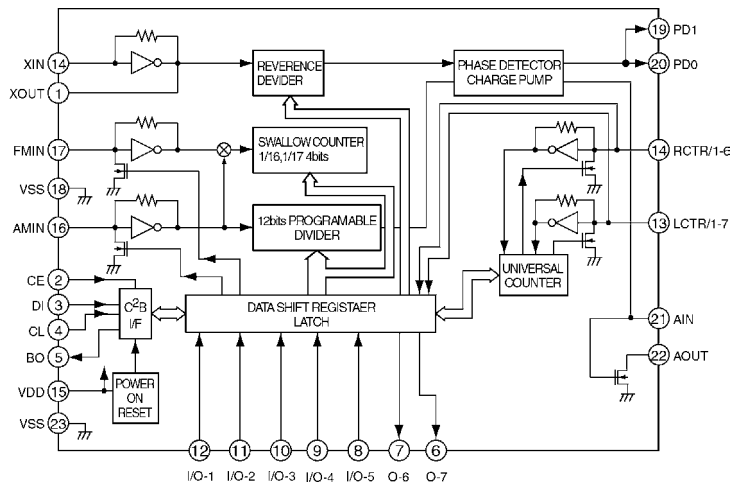 19 PD1
XIN 14
REVERENCE
DEVIDER
PHASE DETECTOR
CHARGE PUMP
20 PD0
XOUT 1
FMIN 17
SWALLOW COUNTER
1/16,1/17 4bits
14 RCTR/1-6
VSS 18
AMIN 16
12bits PROGRAMABLE
DIVIDER
13 LCTR/1-7
UNIVERSAL
COUNTER
CE 2
DI 3
CL 4
BO 5
C2B
I/F
DATA SHIFT REGISTAER
LATCH
21 AIN
22 AOUT
VDD 15
POWER
ON
RESET
VSS 23
12 11 10 9 8 7 6
I/O-1 I/O-2 I/O-3 I/O-4 I/O-5 O-6 O-7